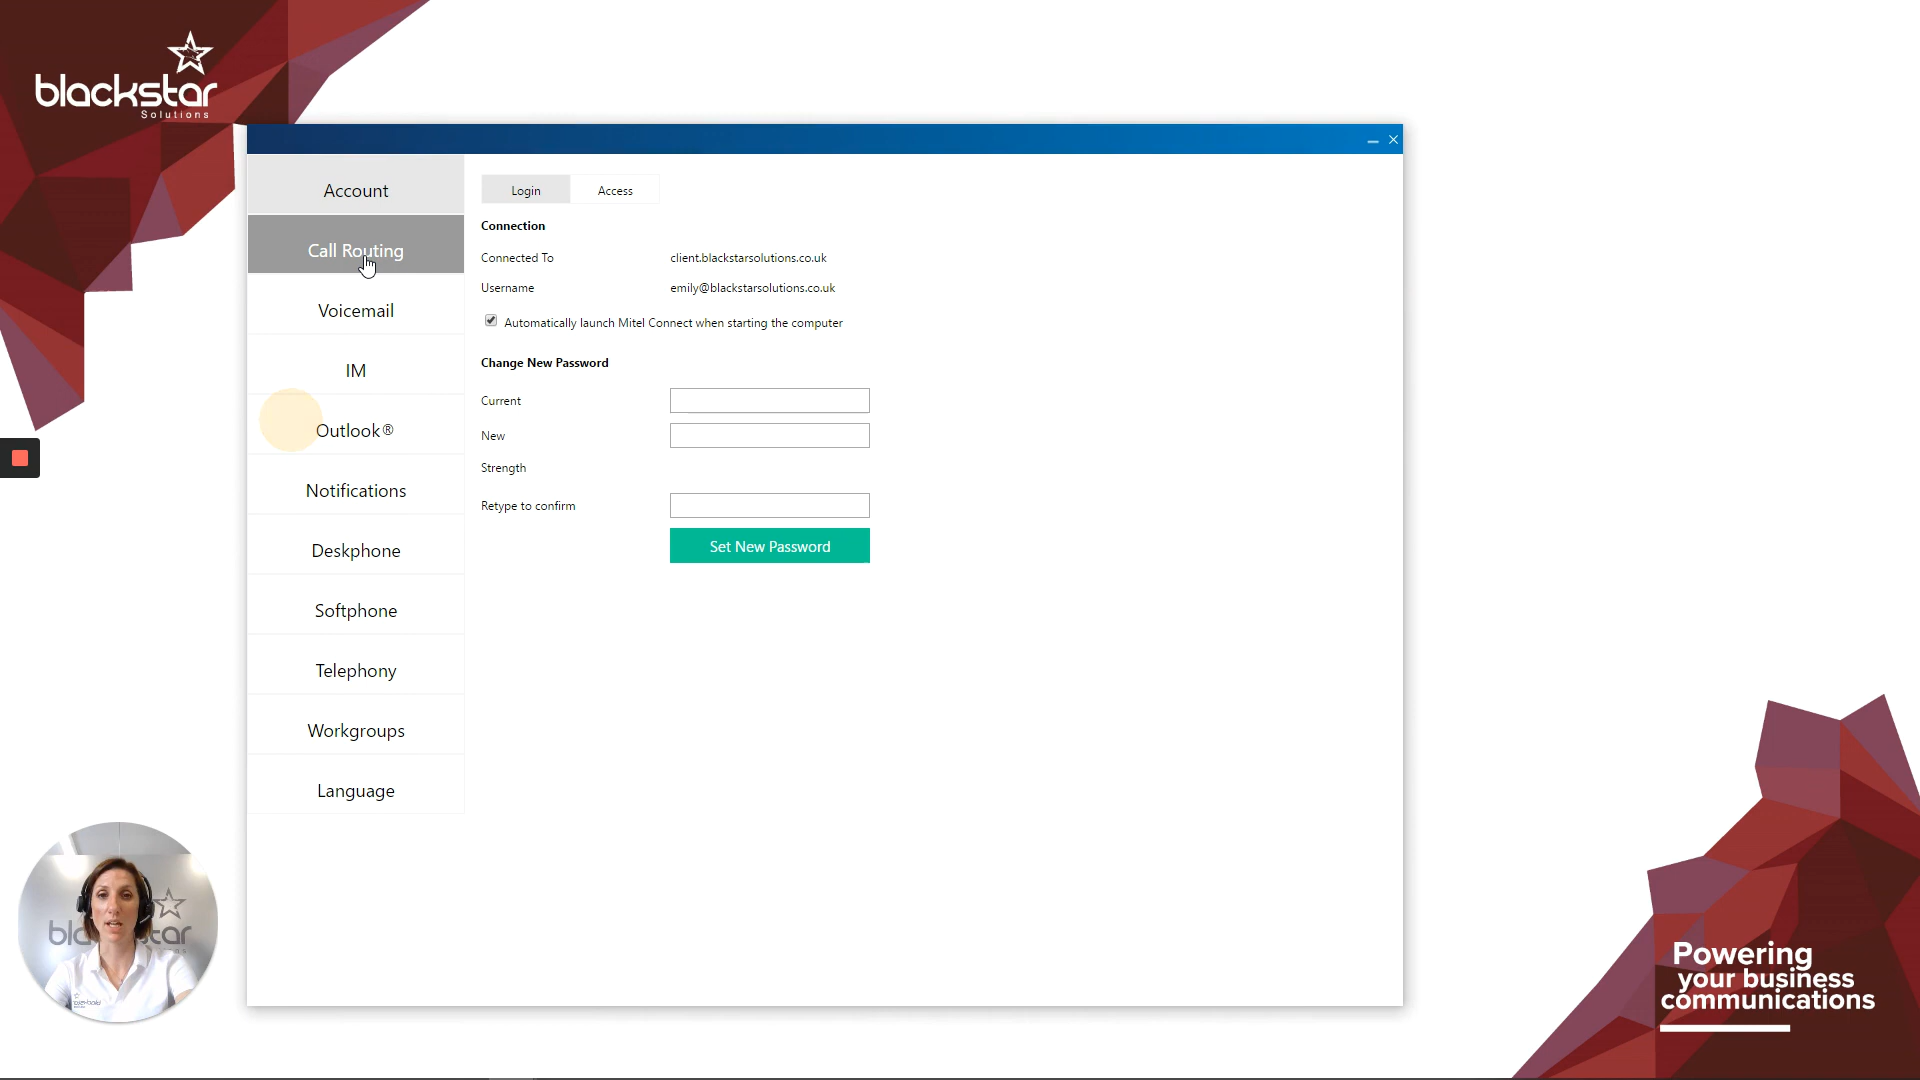 blackstar
Solutions
Account
Call Routing
Voicemail
IM
Outlook®
Notifications
Deskphone
Softphone
Telephony
Workgroups
Language
Login
Access
Connection
Connected To
client.blackstarsolutions.co.uk
Username
emily@blackstarsolutions.co.uk
Automatically launch Mitel Connect when starting the computer
Change New Password
Current
New
Strength
Retype to confirm
Set New Password
Powering
your business
communications